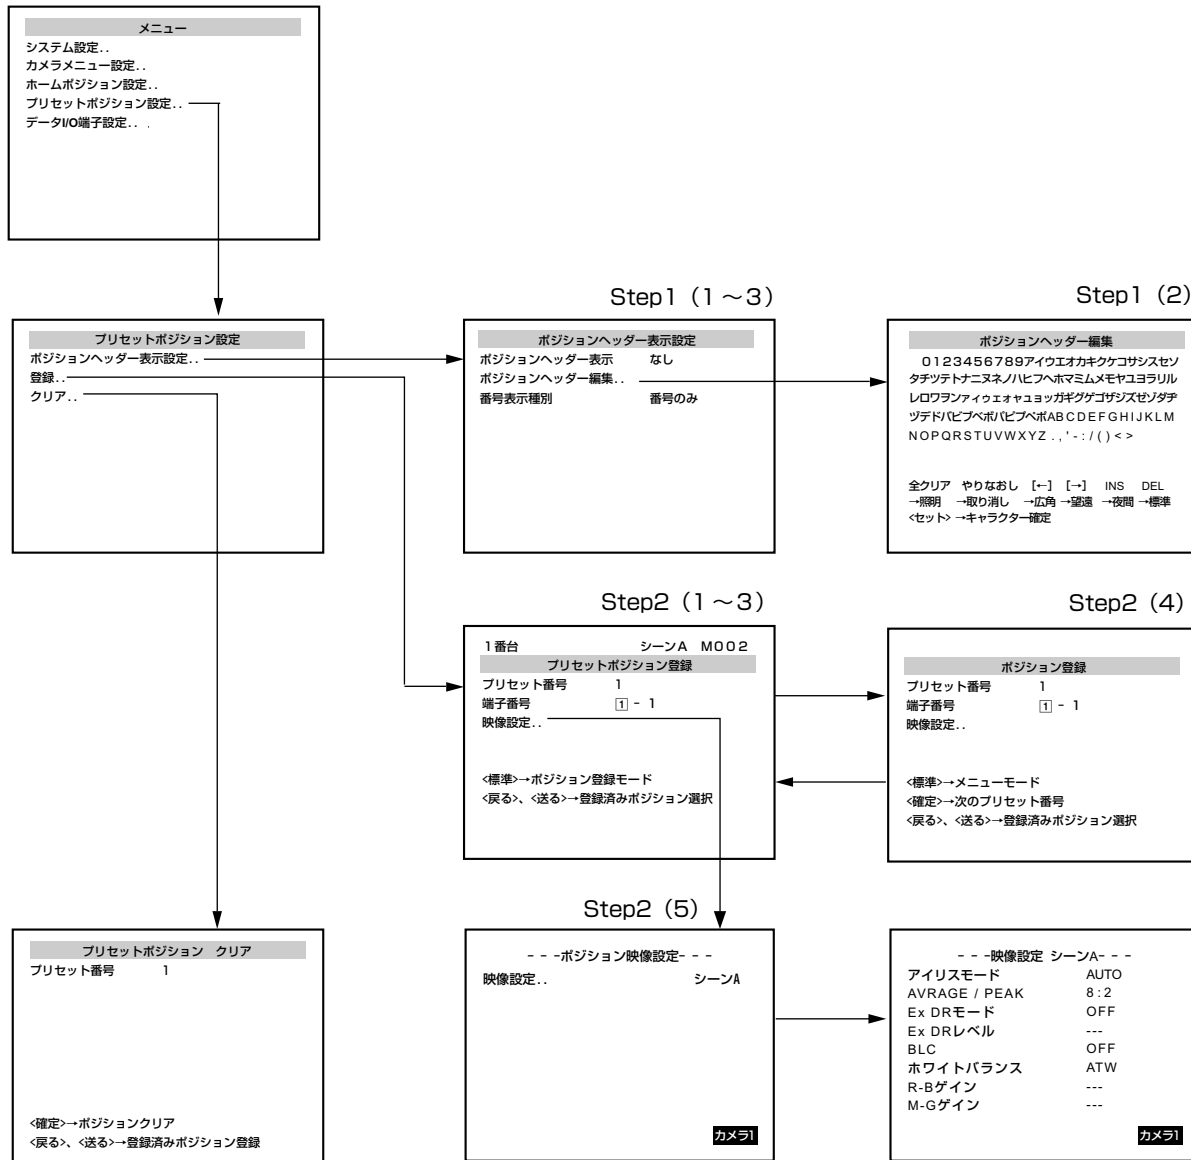 メニュー
システム設定..
カメラメニュー設定..
ホームポジション設定..
プリセットポジション設定..
データI/O端子設定.. .
プリセットポジション設定
ポジションヘッダー表示設定..
登録..
クリア..
Step1（1～3）
ポジションヘッダー表示設定
ポジションヘッダー表示 なし
ポジションヘッダー編集..
番号表示種別 番号のみ
Step1（2）
ポジションヘッダー編集
0123456789アイウエオカキクケコサシスセソ
タチツテトナニヌネノハヒフヘホマミムメモヤユヨラリル
レロワヲンァィゥェォャュョッガギグゲゴザジズゼゾダヂ
ヅデドバビブベボパピプペポABCDEFGHIJKLM
NOPQRSTUVWXYZ.,'-:/()<>
全クリア やりなおし [←] [→] INS DEL
→照明 →取り消し →広角 →望遠 →夜間 →標準
<セット> →キャラクター確定
Step2（1～3）
1番台 シーンA M002
プリセットポジション登録
プリセット番号 1
端子番号 1 - 1
映像設定..
<標準>→ポジション登録モード
<戻る>、<送る>→登録済みポジション選択
Step2（4）
ポジション登録
プリセット番号 1
端子番号 1 - 1
映像設定..
<標準>→メニューモード
<確定>→次のプリセット番号
<戻る>、<送る>→登録済みポジション選択
プリセットポジション クリア
プリセット番号 1
<確定>→ポジションクリア
<戻る>、<送る>→登録済みポジション登録
Step2（5）
- - -ポジション映像設定- - -
映像設定.. シーンA
カメラ1
- - -映像設定 シーンA- - -
アイリスモード AUTO
AVRAGE / PEAK 8:2
Ex DRモード OFF
Ex DRレベル ---
BLC OFF
ホワイトバランス ATW
R-Bゲイン ---
M-Gゲイン ---
カメラ1